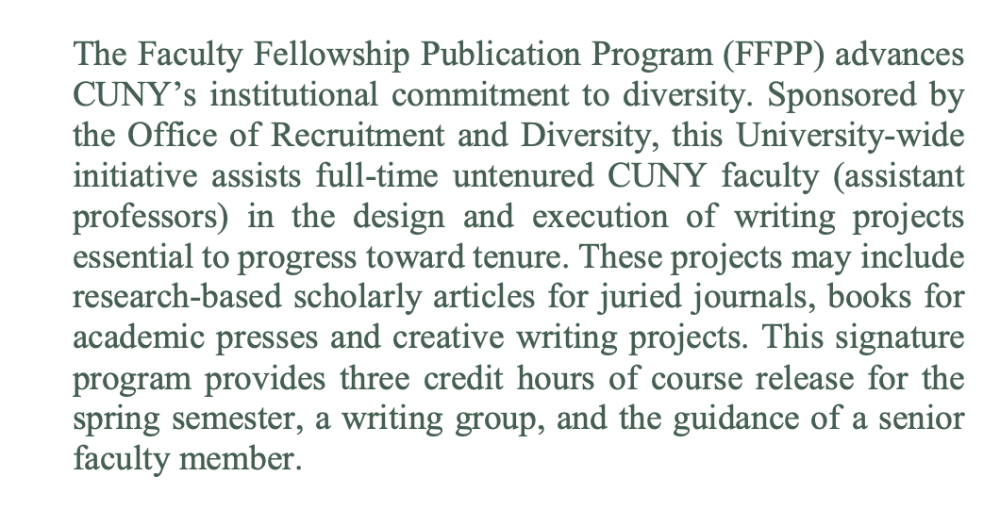 The Faculty Fellowship Publication Program (FFPP) advances
CUNY’s institutional commitment to diversity. Sponsored by
the Office of Recruitment and Diversity, this University-wide
initiative assists full-time untenured CUNY faculty (assistant
professors) in the design and execution of writing projects
essential to progress toward tenure. These projects may include
research-based scholarly articles for juried journals, books for
academic presses and creative writing projects. This signature
program provides three credit hours of course release for the
spring semester, a writing group, and the guidance of a senior
faculty member.